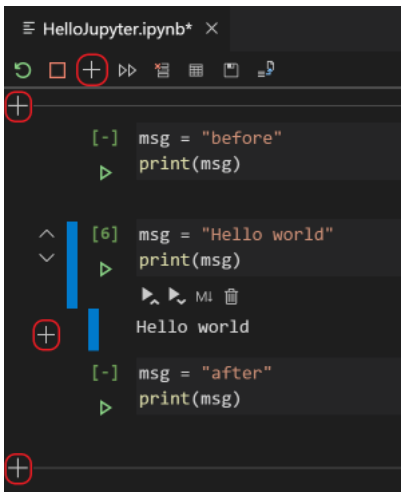 HelloJupyter.ipynb*
[-] msg = "before"
print(msg)
[6] msg = "Hello world"
print(msg)
M↓
Hello world
[-] msg = "after"
print(msg)